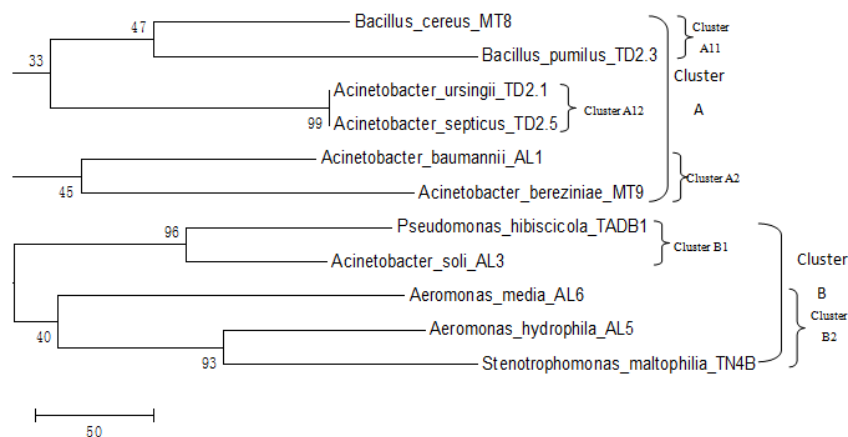 Bacillus_cereus_MT8
47
Cluster
A11
33
Bacillus_pumilus_TD2.3
Cluster
A
Acinetobacter_ursingii_TD2.1
Cluster A12
99
Acinetobacter_septicus_TD2.5
Acinetobacter_baumannii_AL1
Cluster A2
45
Acinetobacter_bereziniae_MT9
Pseudomonas_hibiscicola_TADB1
96
Cluster B1
Acinetobacter_soli_AL3
Cluster
B
Aeromonas_media_AL6
Cluster
B2
40
Aeromonas_hydrophila_AL5
93
Stenotrophomonas_maltophilia_TN4B
50